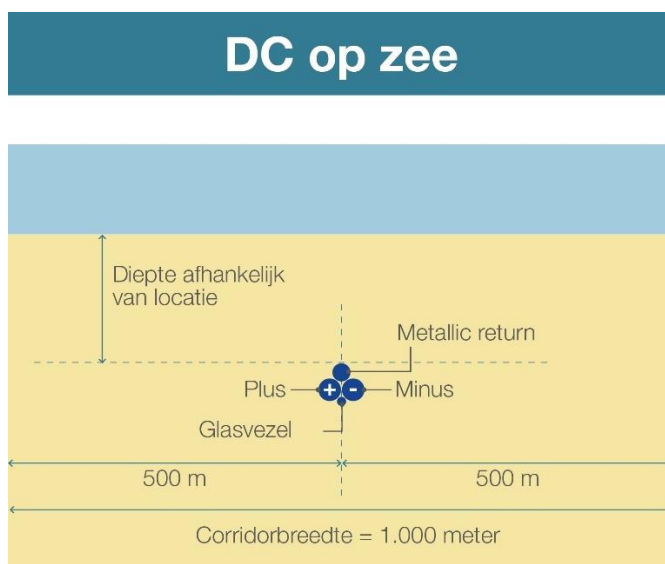 DC op zee
Diepte afhankelijk
van locatie
Metallic return
Plus
+
-
Minus
Glasvezel
500 m
500 m
Corridorbreedte = 1.000 meter